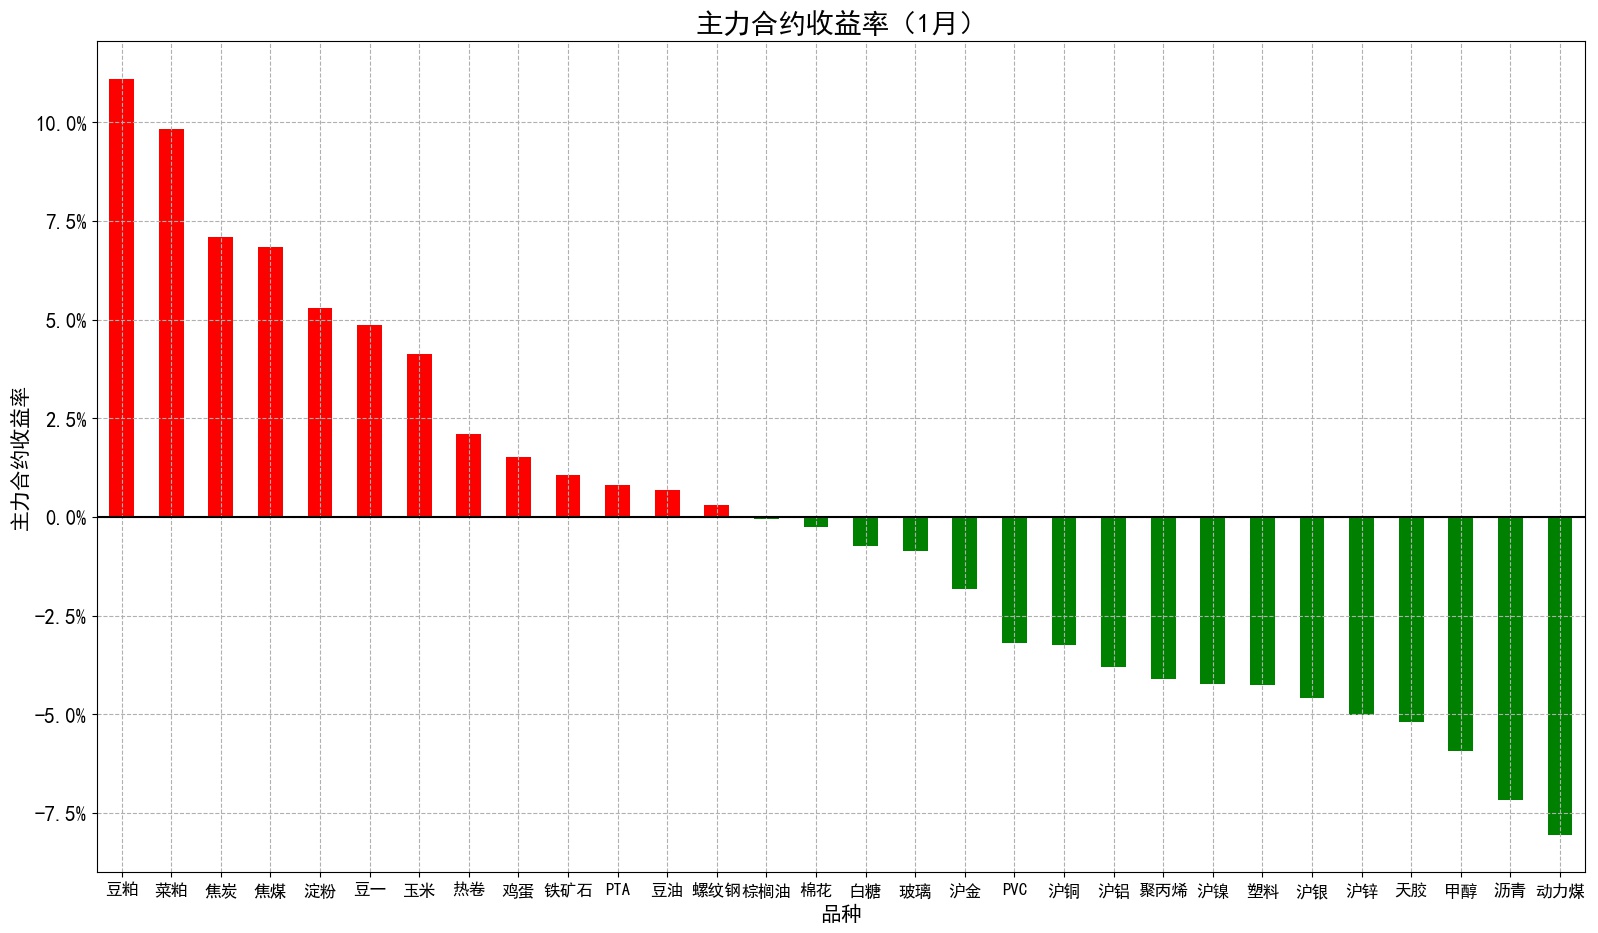 主力合约收益率（1月）
主力合约收益率
10.0%
7.5%
5.0%
2.5%
0.0%
−2.5%
−5.0%
−7.5%
豆粕 菜粕 焦炭 焦煤 淀粉 豆一 玉米 热卷 鸡蛋 铁矿石 PTA 豆油 螺纹钢 棕榈油 棉花 白糖 玻璃 沪金 PVC 沪铜 沪铝 聚丙烯 沪镍 塑料 沪银 沪锌 天胶 甲醇 沥青 动力煤
品种